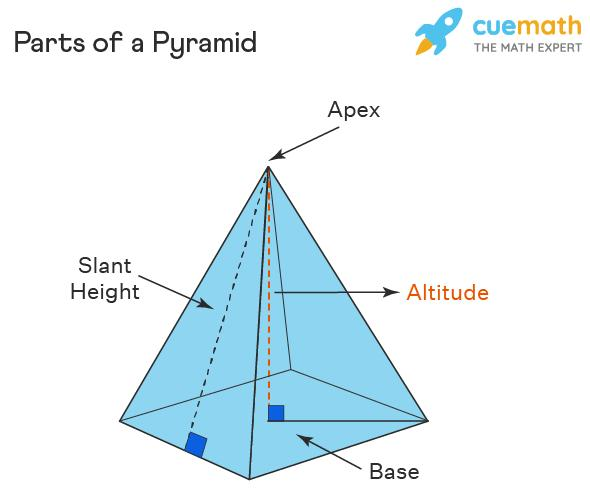 Parts of a Pyramid
cuemath
THE MATH EXPERT
Apex
Slant
Height
Altitude
Base